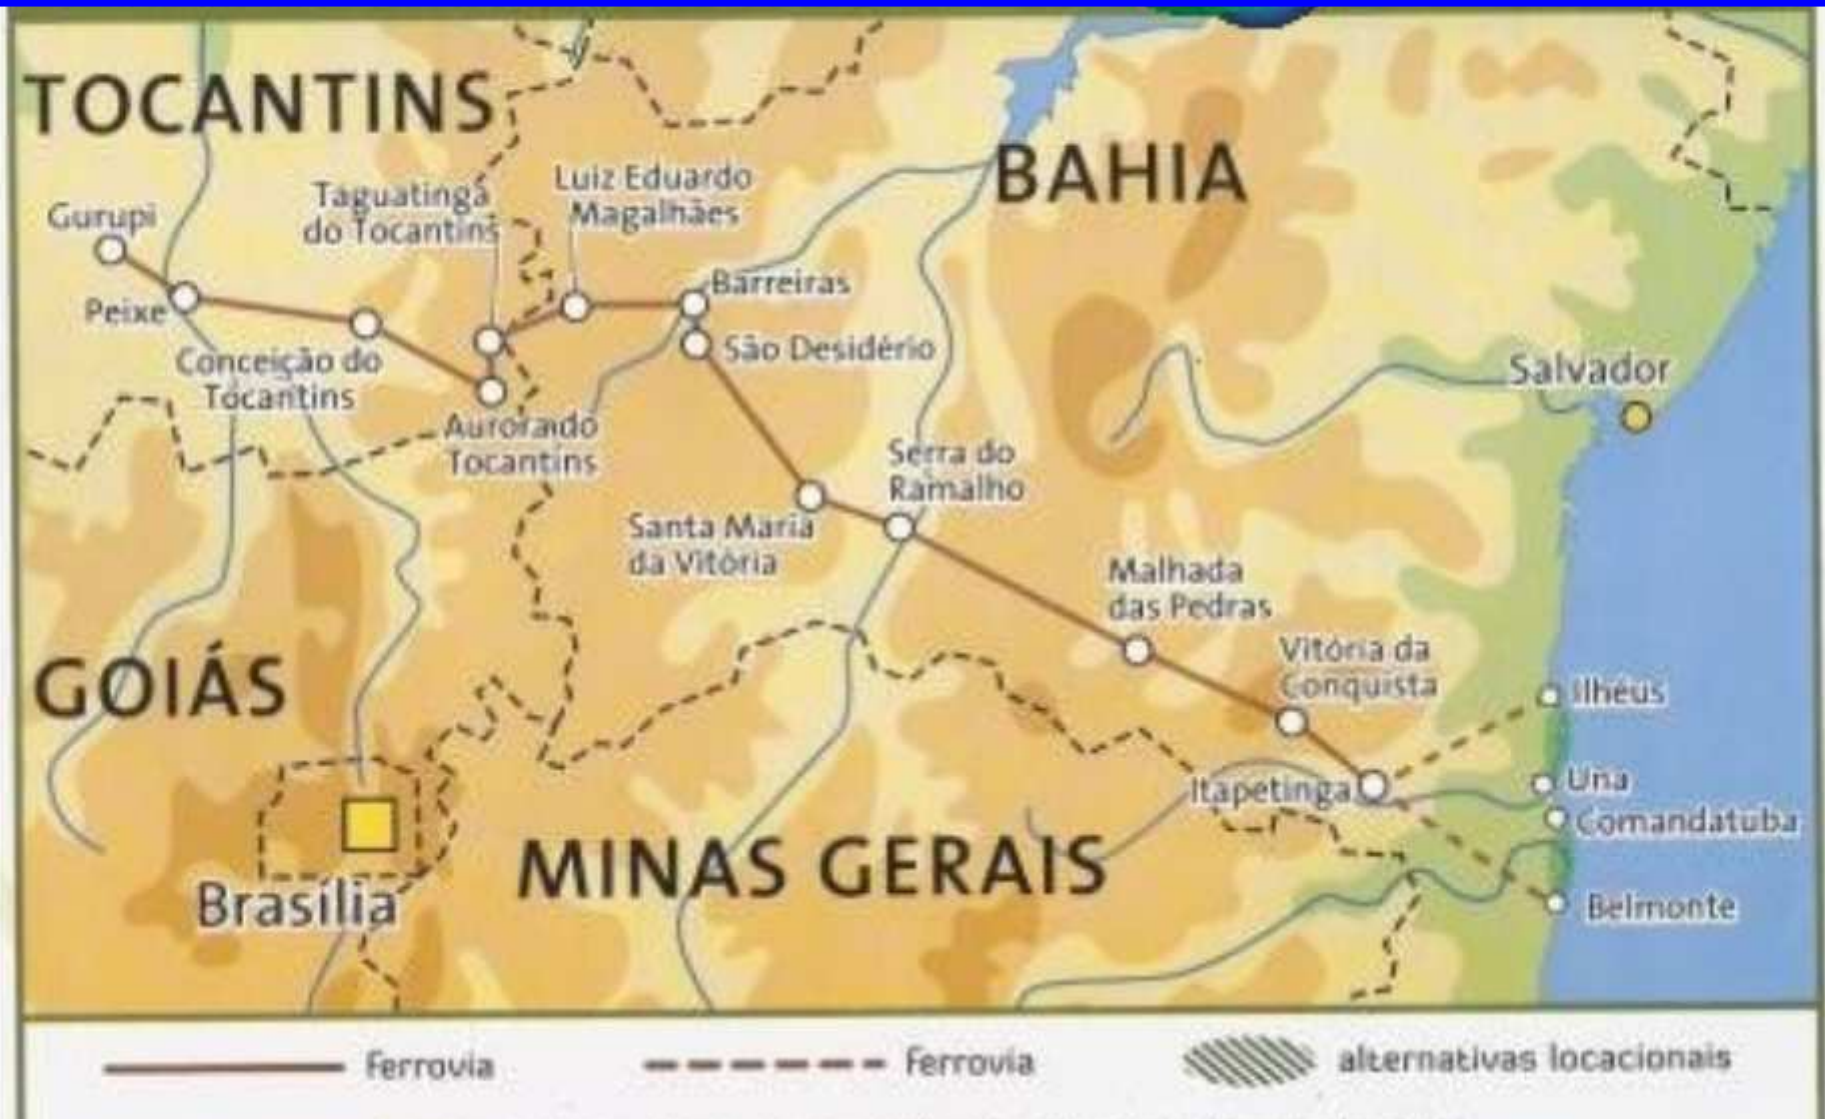 TOCANTINS
BAHIA
Gurupi
Taguatinga
do Tocantins
Luiz Eduardo
Magalhães
Peixe
Barreiras
São Desidério
Conceição do
Tocantins
Salvador
Aurora do
Tocantins
Serra do
Ramalho
Santa Maria
da Vitória
Malhada
das Pedras
GOIÁS
Vitória da
Conquista
Ilhéus
Itapetinga
Una
Comandatuba
MINAS GERAIS
Brasília
Belmonte
Ferrovia
Ferrovia
alternativas locacionais